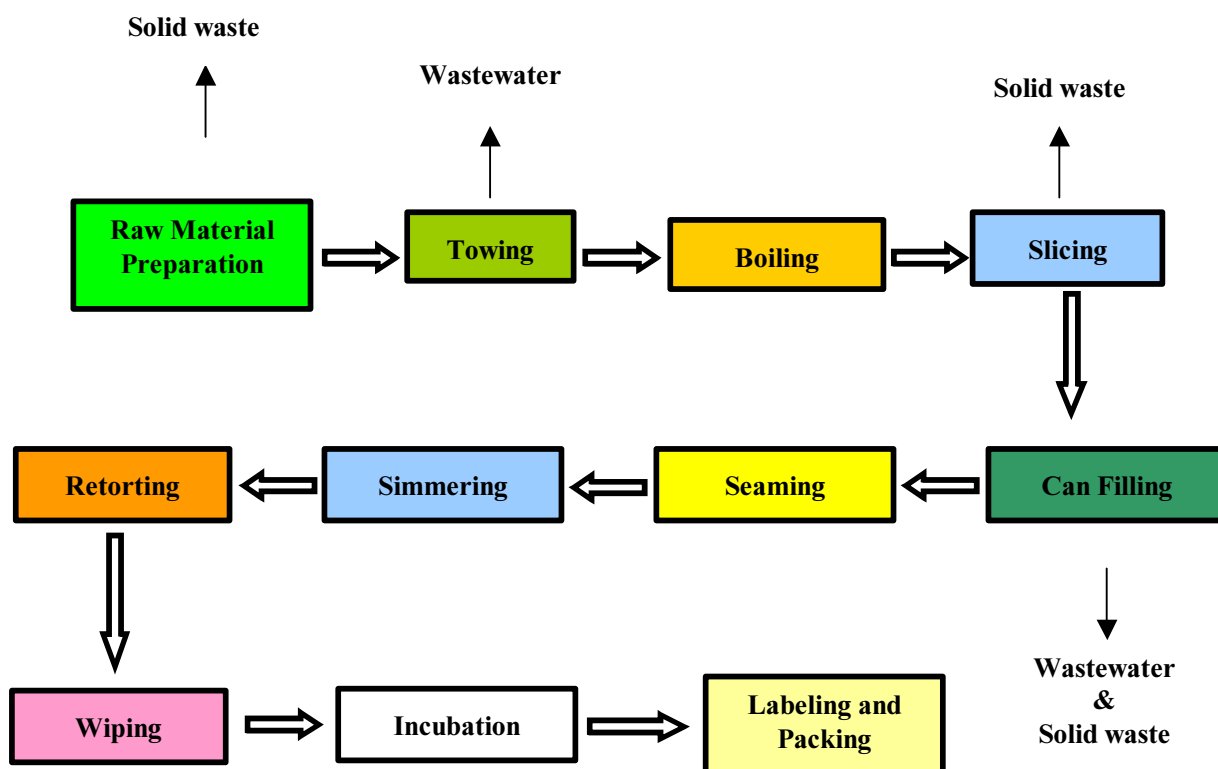 Solid waste
Wastewater
Solid waste
Raw Material
Preparation
Towing
Boiling
Slicing
Retorting
Simmering
Seaming
Can Filling
Wastewater
&
Solid waste
Wiping
Incubation
Labeling and
Packing